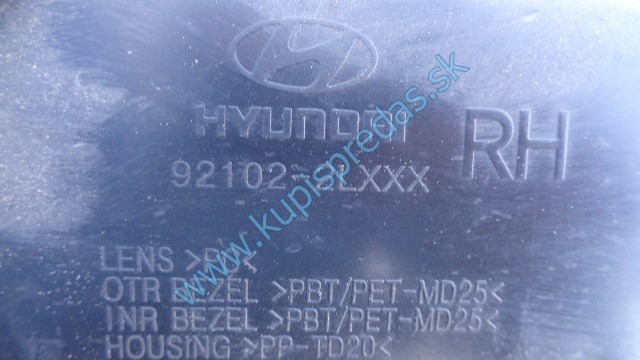 HYUNDAI
RH
LENS
OTR BEZEL >PBT/PET-MD25<
INR BEZEL >PBT/PET-MD25<
HOUSING >PP-TD20<
www.kupispredas.sk